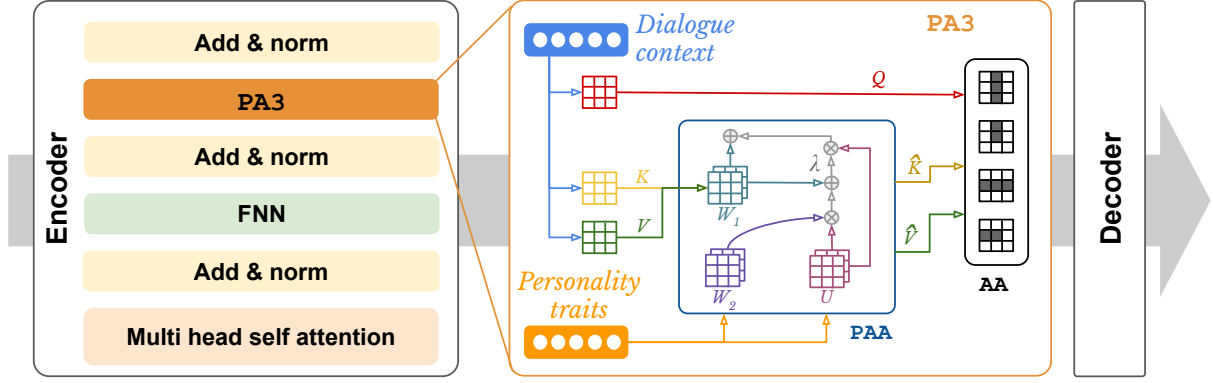 Encoder
Add & norm
PA3
Add & norm
FNN
Add & norm
Multi head self attention
PA3
Dialogue
context
Q
K
V
W₁
λ
W₂
U
K̂
V̂
Personality
traits
PAA
AA
Decoder